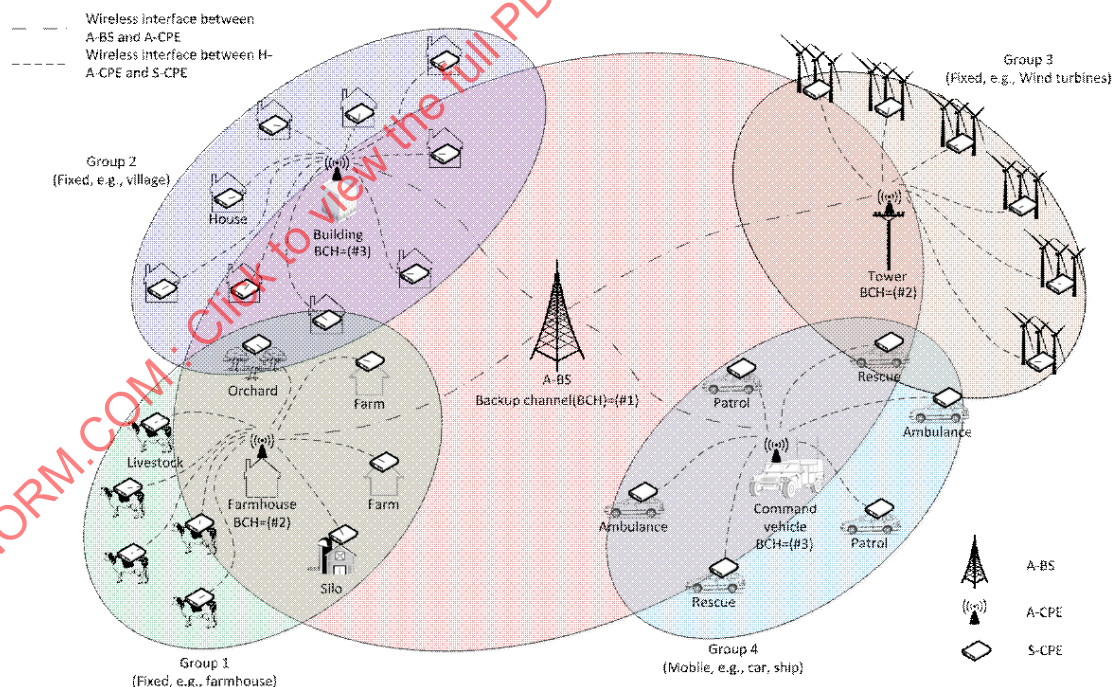 Wireless interface between
A-BS and A-CPE
Wireless interface between H-
A-CPE and S-CPE
Group 3
(Fixed, e.g., Wind turbines)
Group 2
(Fixed, e.g., village)
House
Building
BCH=(#3)
Tower
BCH=(#2)
A-BS
Backup channel(BCH)=(#1)
Orchard
Farm
Patrol
Rescue
Ambulance
Livestock
Farmhouse
BCH=(#2)
Farm
Ambulance
Command
vehicle
BCH=(#3)
Patrol
Silo
Rescue
A-BS
A-CPE
S-CPE
Group 1
(Fixed, e.g., farmhouse)
Group 4
(Mobile, e.g., car, ship)
ORM.COM : Click to view the full PD